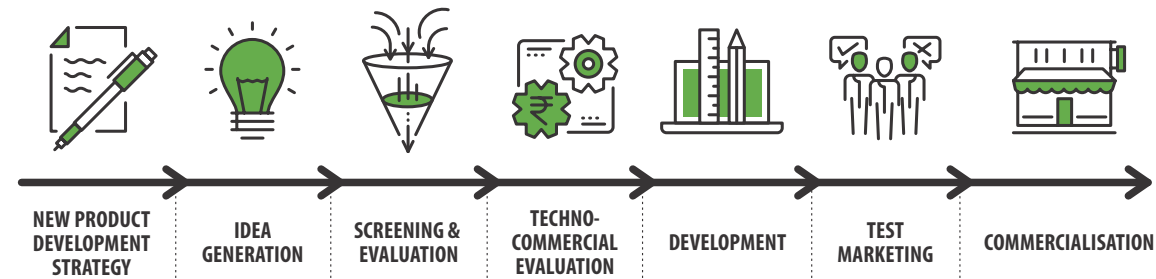 ₹
NEW PRODUCT
DEVELOPMENT
STRATEGY
IDEA
GENERATION
SCREENING &
EVALUATION
TECHNO-
COMMERCIAL
EVALUATION
DEVELOPMENT
TEST
MARKETING
COMMERCIALISATION